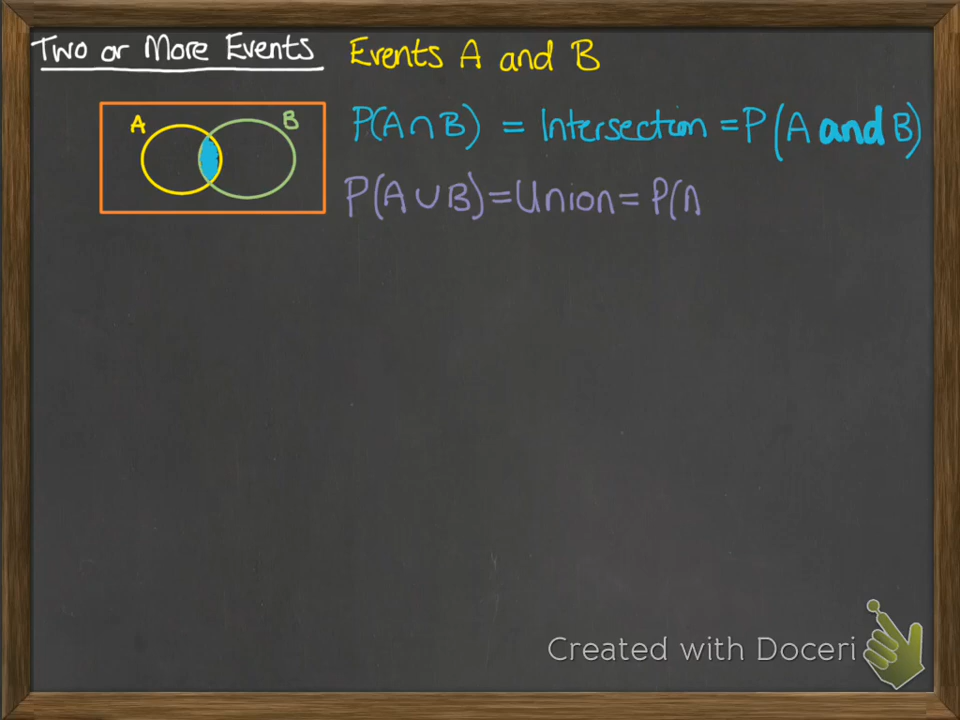 Two or More Events Events A and B
A B
P(A∩B) = Intersection = P(A and B)
P(A∪B) = Union = P(
Created with Doceri